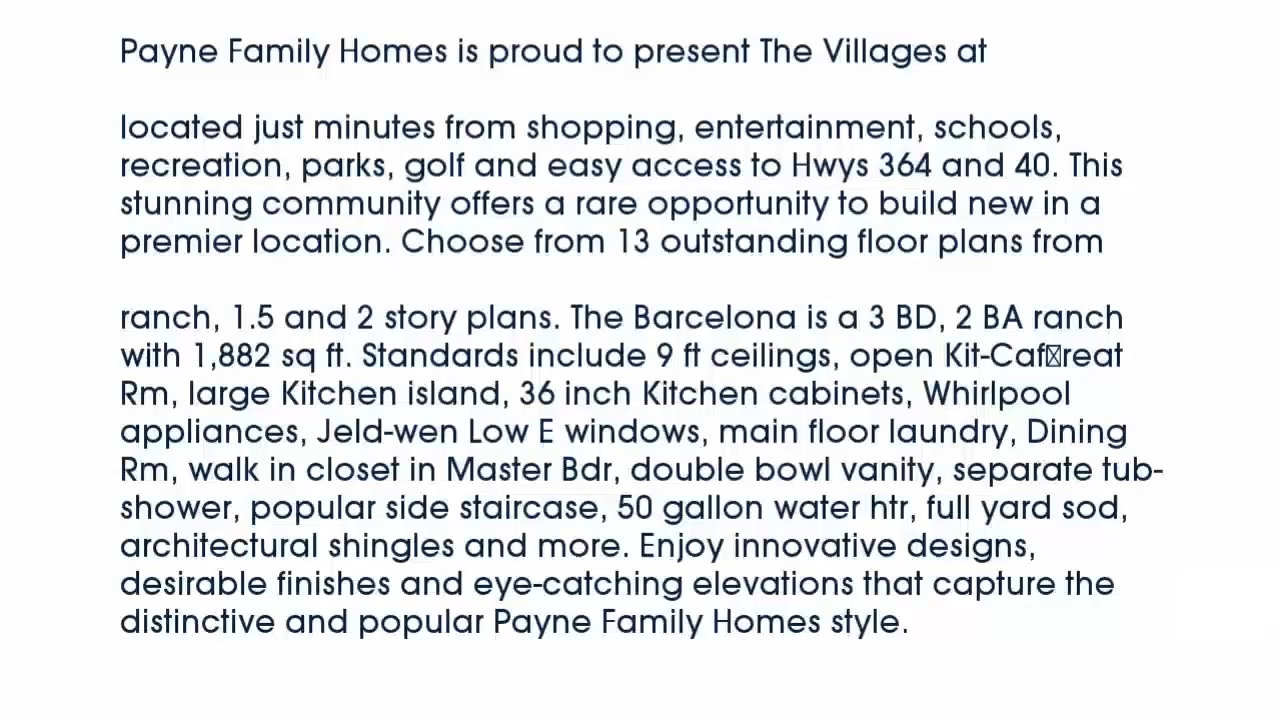 Payne Family Homes is proud to present The Villages at
located just minutes from shopping, entertainment, schools,
recreation, parks, golf and easy access to Hwys 364 and 40. This
stunning community offers a rare opportunity to build new in a
premier location. Choose from 13 outstanding floor plans from
ranch, 1.5 and 2 story plans. The Barcelona is a 3 BD, 2 BA ranch
with 1,882 sq ft. Standards include 9 ft ceilings, open Kit-Caf�reat
Rm, large Kitchen island, 36 inch Kitchen cabinets, Whirlpool
appliances, Jeld-wen Low E windows, main floor laundry, Dining
Rm, walk in closet in Master Bdr, double bowl vanity, separate tub-
shower, popular side staircase, 50 gallon water htr, full yard sod,
architectural shingles and more. Enjoy innovative designs,
desirable finishes and eye-catching elevations that capture the
distinctive and popular Payne Family Homes style.